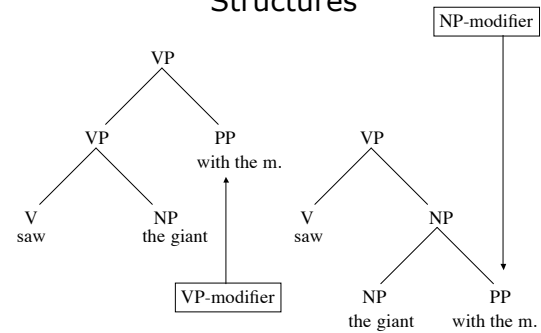 Structures
NP-modifier
VP
VP PP
with the m.
VP
V NP
saw the giant
V NP
saw
VP-modifier
NP PP
the giant with the m.